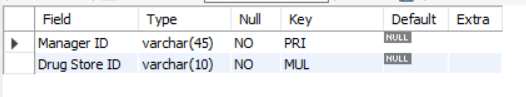 Field Type Null Key Default Extra
Manager ID varchar(45) NO PRI NULL
Drug Store ID varchar(10) NO MUL NULL